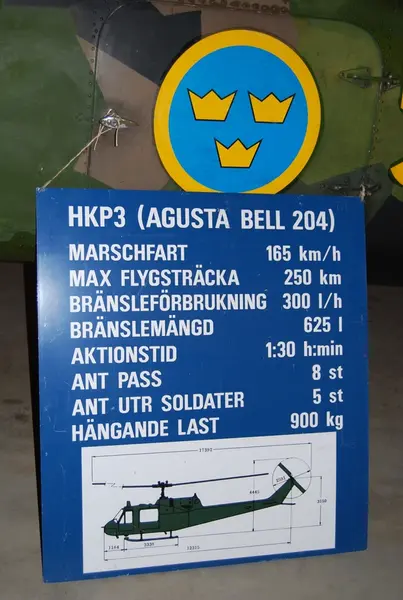 HKP3 (AGUSTA BELL 204)
MARSCHFART 165 km/h
MAX FLYGSTRÄCKA 250 km
BRÄNSLEFÖRBRUKNING 300 l/h
BRÄNSLEMÄNGD 625 l
AKTIONSTID 1:30 h:min
ANT PASS 8 st
ANT UTR SOLDATER 5 st
HÄNGANDE LAST 900 kg